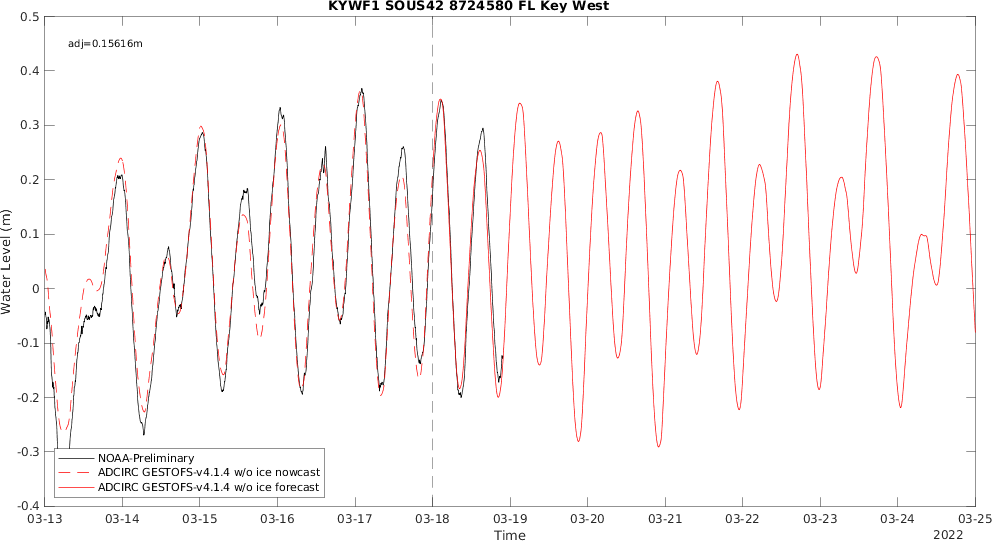 KYWF1 SOUS42 8724580 FL Key West
adj=0.15616m
0.5
0.4
0.3
0.2
0.1
0
-0.1
-0.2
-0.3
-0.4
Water Level (m)
NOAA-Preliminary
ADCIRC GESTOFS-v4.1.4 w/o ice nowcast
ADCIRC GESTOFS-v4.1.4 w/o ice forecast
03-13 03-14 03-15 03-16 03-17 03-18 03-19 03-20 03-21 03-22 03-23 03-24 03-25
Time
2022